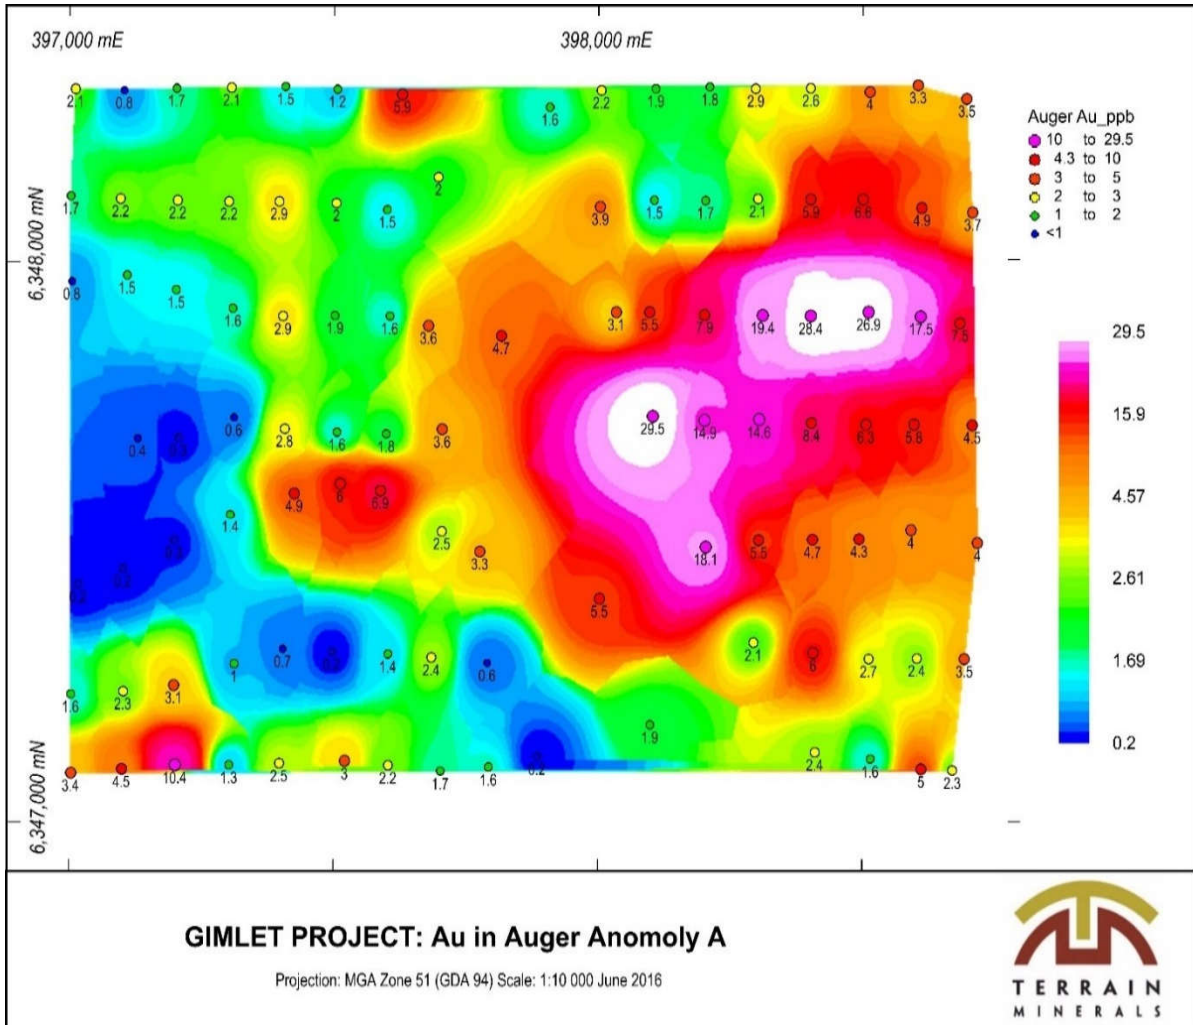 397,000 mE
398,000 mE
2.1 0.8 1.7 2.1 1.5 1.2 5.9 1.6 2.2 1.9 1.8 2.9 2.6 4 3.3 3.5
Auger Au_ppb
10 to 29.5
4.3 to 10
3 to 5
2 to 3
1 to 2
<1
6,348,000 mN
1.7 2.2 2.2 2.2 2.9 2 1.5 2 3.9 1.5 1.7 2.1 5.9 6.8 4.9 3.7
0.8 1.5 1.5 1.6 2.9 1.9 1.6 3.6 4.7 3.1 5.5 7.9 19.4 28.4 26.9 17.5 7.5
0.4 0.6 2.8 1.6 1.8 3.6 29.5 14.9 14.6 8.4 6.3 5.8 4.5
4.9 6 6.9
1.4 2.5 3.3 18.1 5.5 4.7 4.3 4 4
0.2
5.5
1 0.7 1.4 2.4 0.6 2.1 6 2.7 2.4 3.5
1.6 2.3 3.1 1.9
3.4 4.5 10.4 1.3 2.5 3 2.2 1.7 1.6 0.2 2.4 1.6 5 2.3
29.5
15.9
4.57
2.61
1.69
0.2
6,347,000 mN
GIMLET PROJECT: Au in Auger Anomoly A
Projection: MGA Zone 51 (GDA 94) Scale: 1:10 000 June 2016
TERRAIN
MINERALS